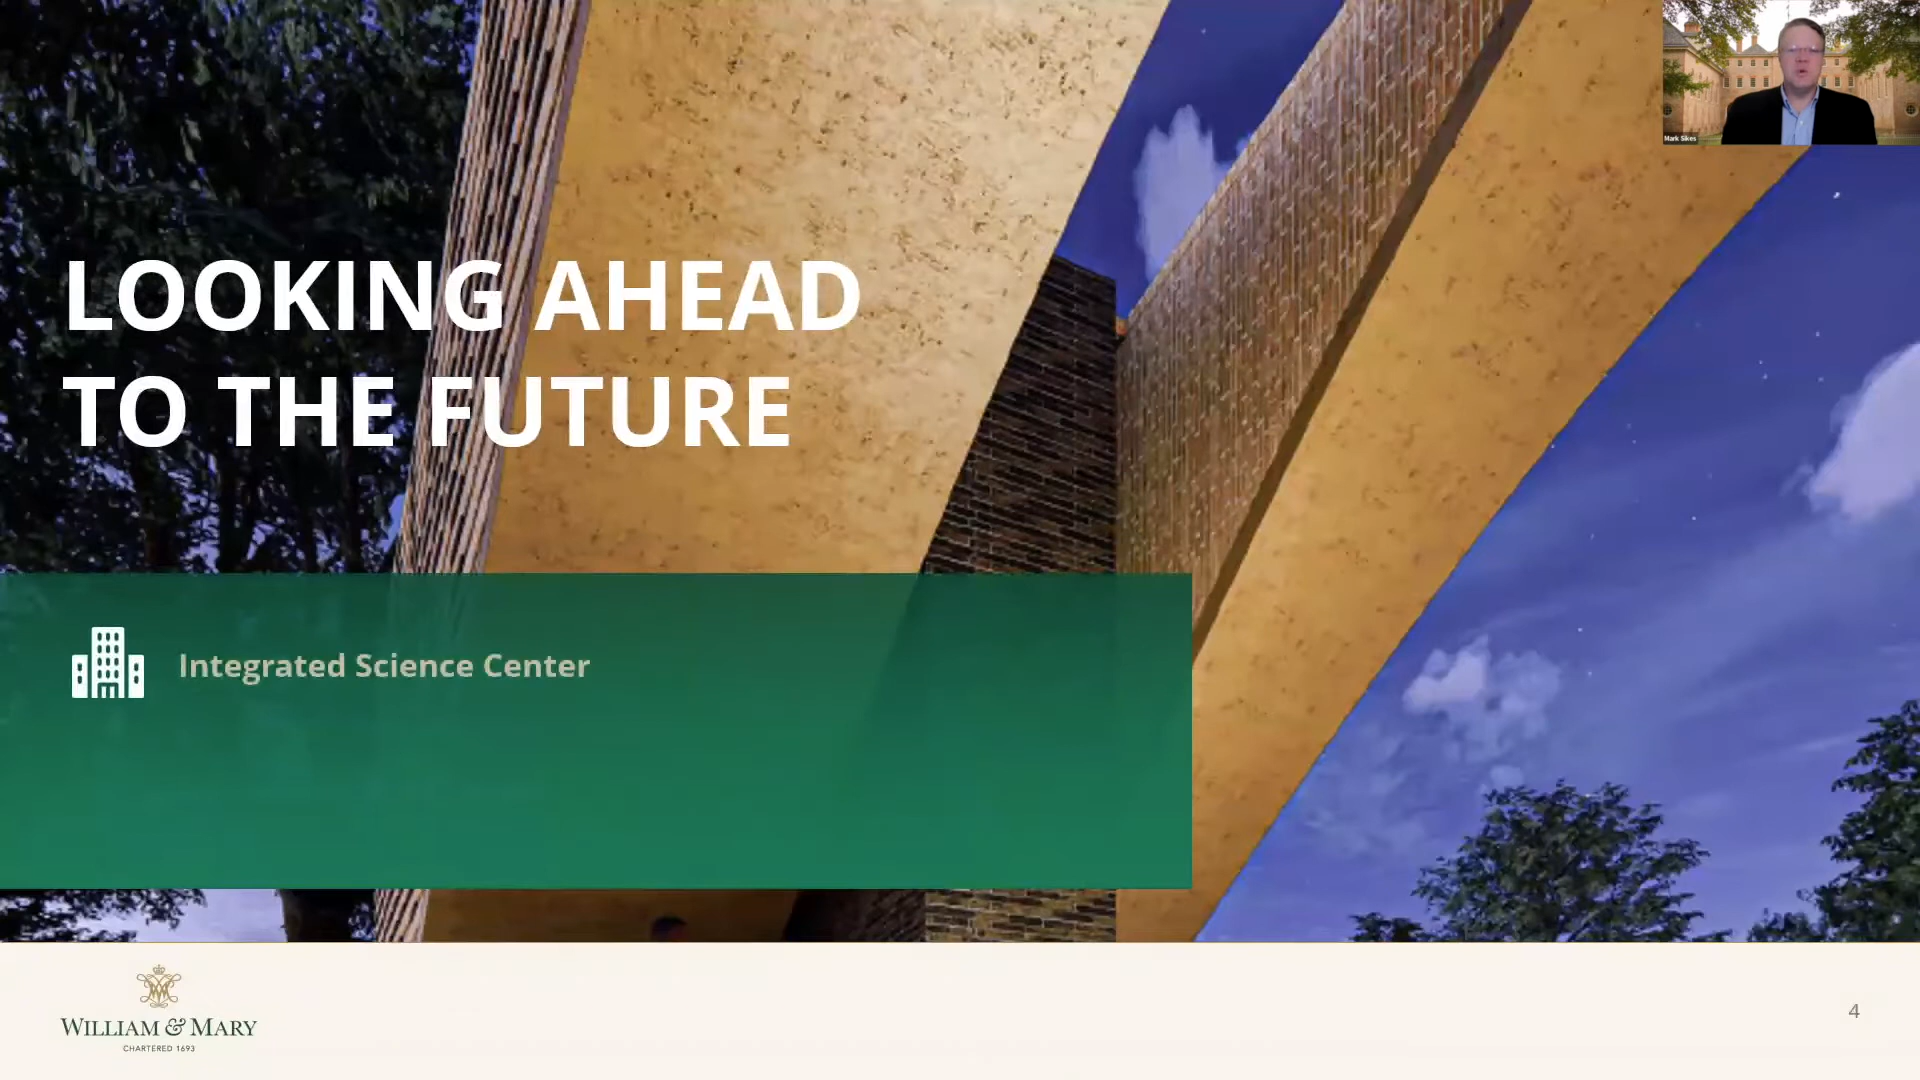 Mark Sikes
LOOKING AHEAD
TO THE FUTURE
Integrated Science Center
WILLIAM & MARY
CHARTERED 1693
4